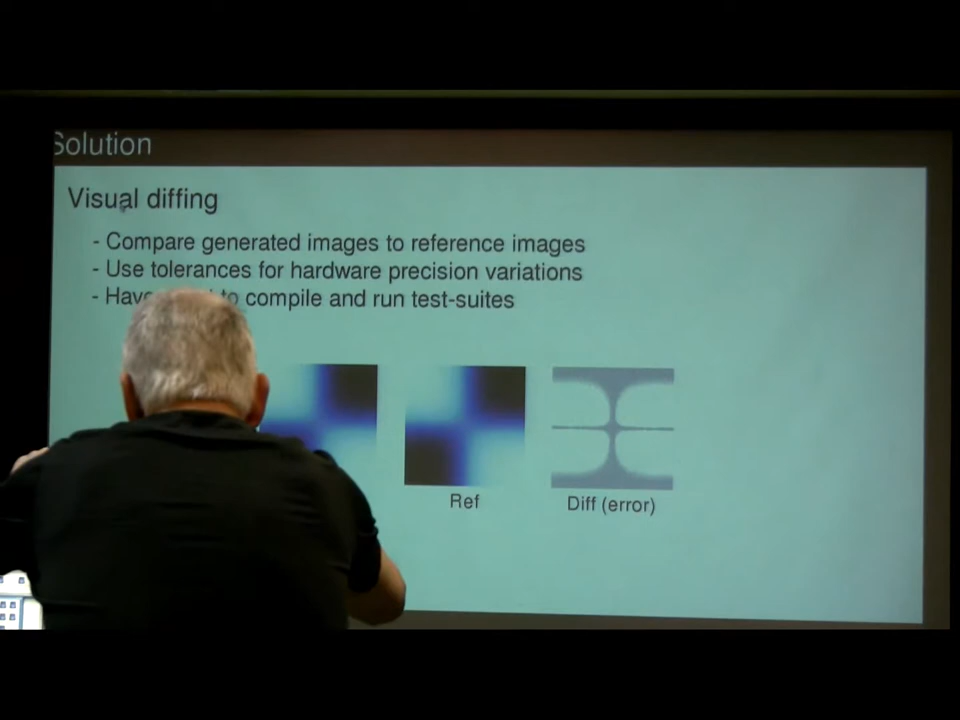 Solution
Visual diffing
- Compare generated images to reference images
- Use tolerances for hardware precision variations
- Have to compile and run test-suites
Ref
Diff (error)